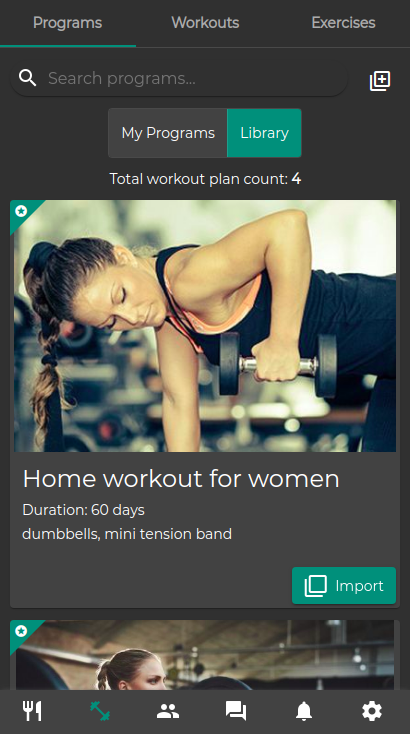 Programs Workouts Exercises
Search programs...
My Programs Library
Total workout plan count: 4
Home workout for women
Duration: 60 days
dumbbells, mini tension band
Import